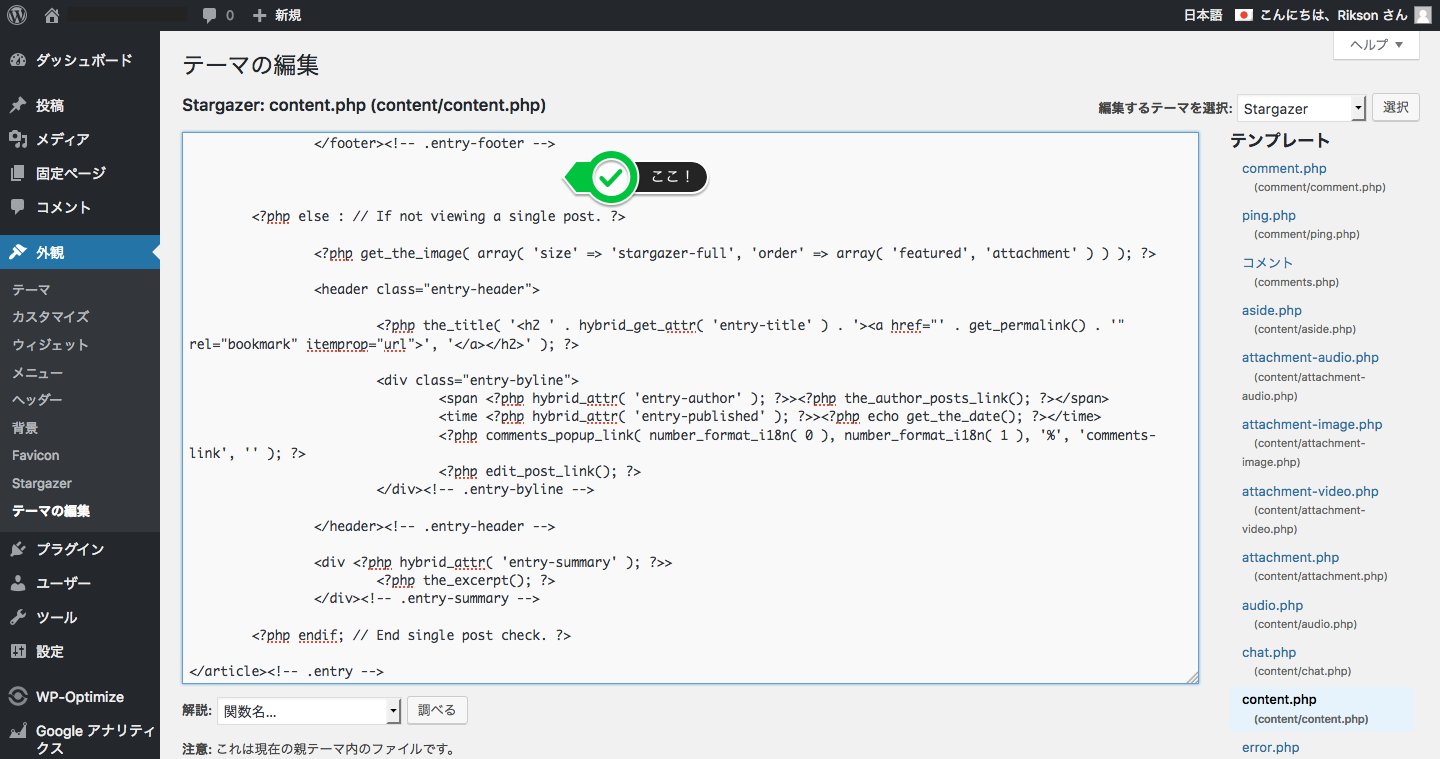 0 新規 日本語 こんにちは、Rikson さん
ヘルプ ▼
ダッシュボード
投稿
メディア
固定ページ
コメント
外観
テーマ
カスタマイズ
ウィジェット
メニュー
ヘッダー
背景
Favicon
Stargazer
テーマの編集
プラグイン
ユーザー
ツール
設定
WP-Optimize
Google アナリティ
クス
テーマの編集
Stargazer: content.php (content/content.php)
編集するテーマを選択: Stargazer 選択
</footer><!-- .entry-footer -->
ここ！
<?php else : // If not viewing a single post. ?>
<?php get_the_image( array( 'size' => 'stargazer-full', 'order' => array( 'featured', 'attachment' ) ) ); ?>
<header class="entry-header">
<?php the_title( '<h2 ' . hybrid_get_attr( 'entry-title' ) . '><a href="' . get_permalink() . '"
rel="bookmark" itemprop="url">', '</a></h2>' ); ?>
<div class="entry-byline">
<span <?php hybrid_attr( 'entry-author' ); ?>><?php the_author_posts_link(); ?></span>
<time <?php hybrid_attr( 'entry-published' ); ?>><?php echo get_the_date(); ?></time>
<?php comments_popup_link( number_format_i18n( 0 ), number_format_i18n( 1 ), '%', 'comments-
link', '' ); ?>
<?php edit_post_link(); ?>
</div><!-- .entry-byline -->
</header><!-- .entry-header -->
<div <?php hybrid_attr( 'entry-summary' ); ?>>
<?php the_excerpt(); ?>
</div><!-- .entry-summary -->
<?php endif; // End single post check. ?>
</article><!-- .entry -->
解説: 関数名... 調べる
注意: これは現在の親テーマ内のファイルです。
テンプレート
comment.php
(comment/comment.php)
ping.php
(comment/ping.php)
コメント
(comments.php)
aside.php
(content/aside.php)
attachment-audio.php
(content/attachment-
audio.php)
attachment-image.php
(content/attachment-
image.php)
attachment-video.php
(content/attachment-
video.php)
attachment.php
(content/attachment.php)
audio.php
(content/audio.php)
chat.php
(content/chat.php)
content.php
(content/content.php)
error.php